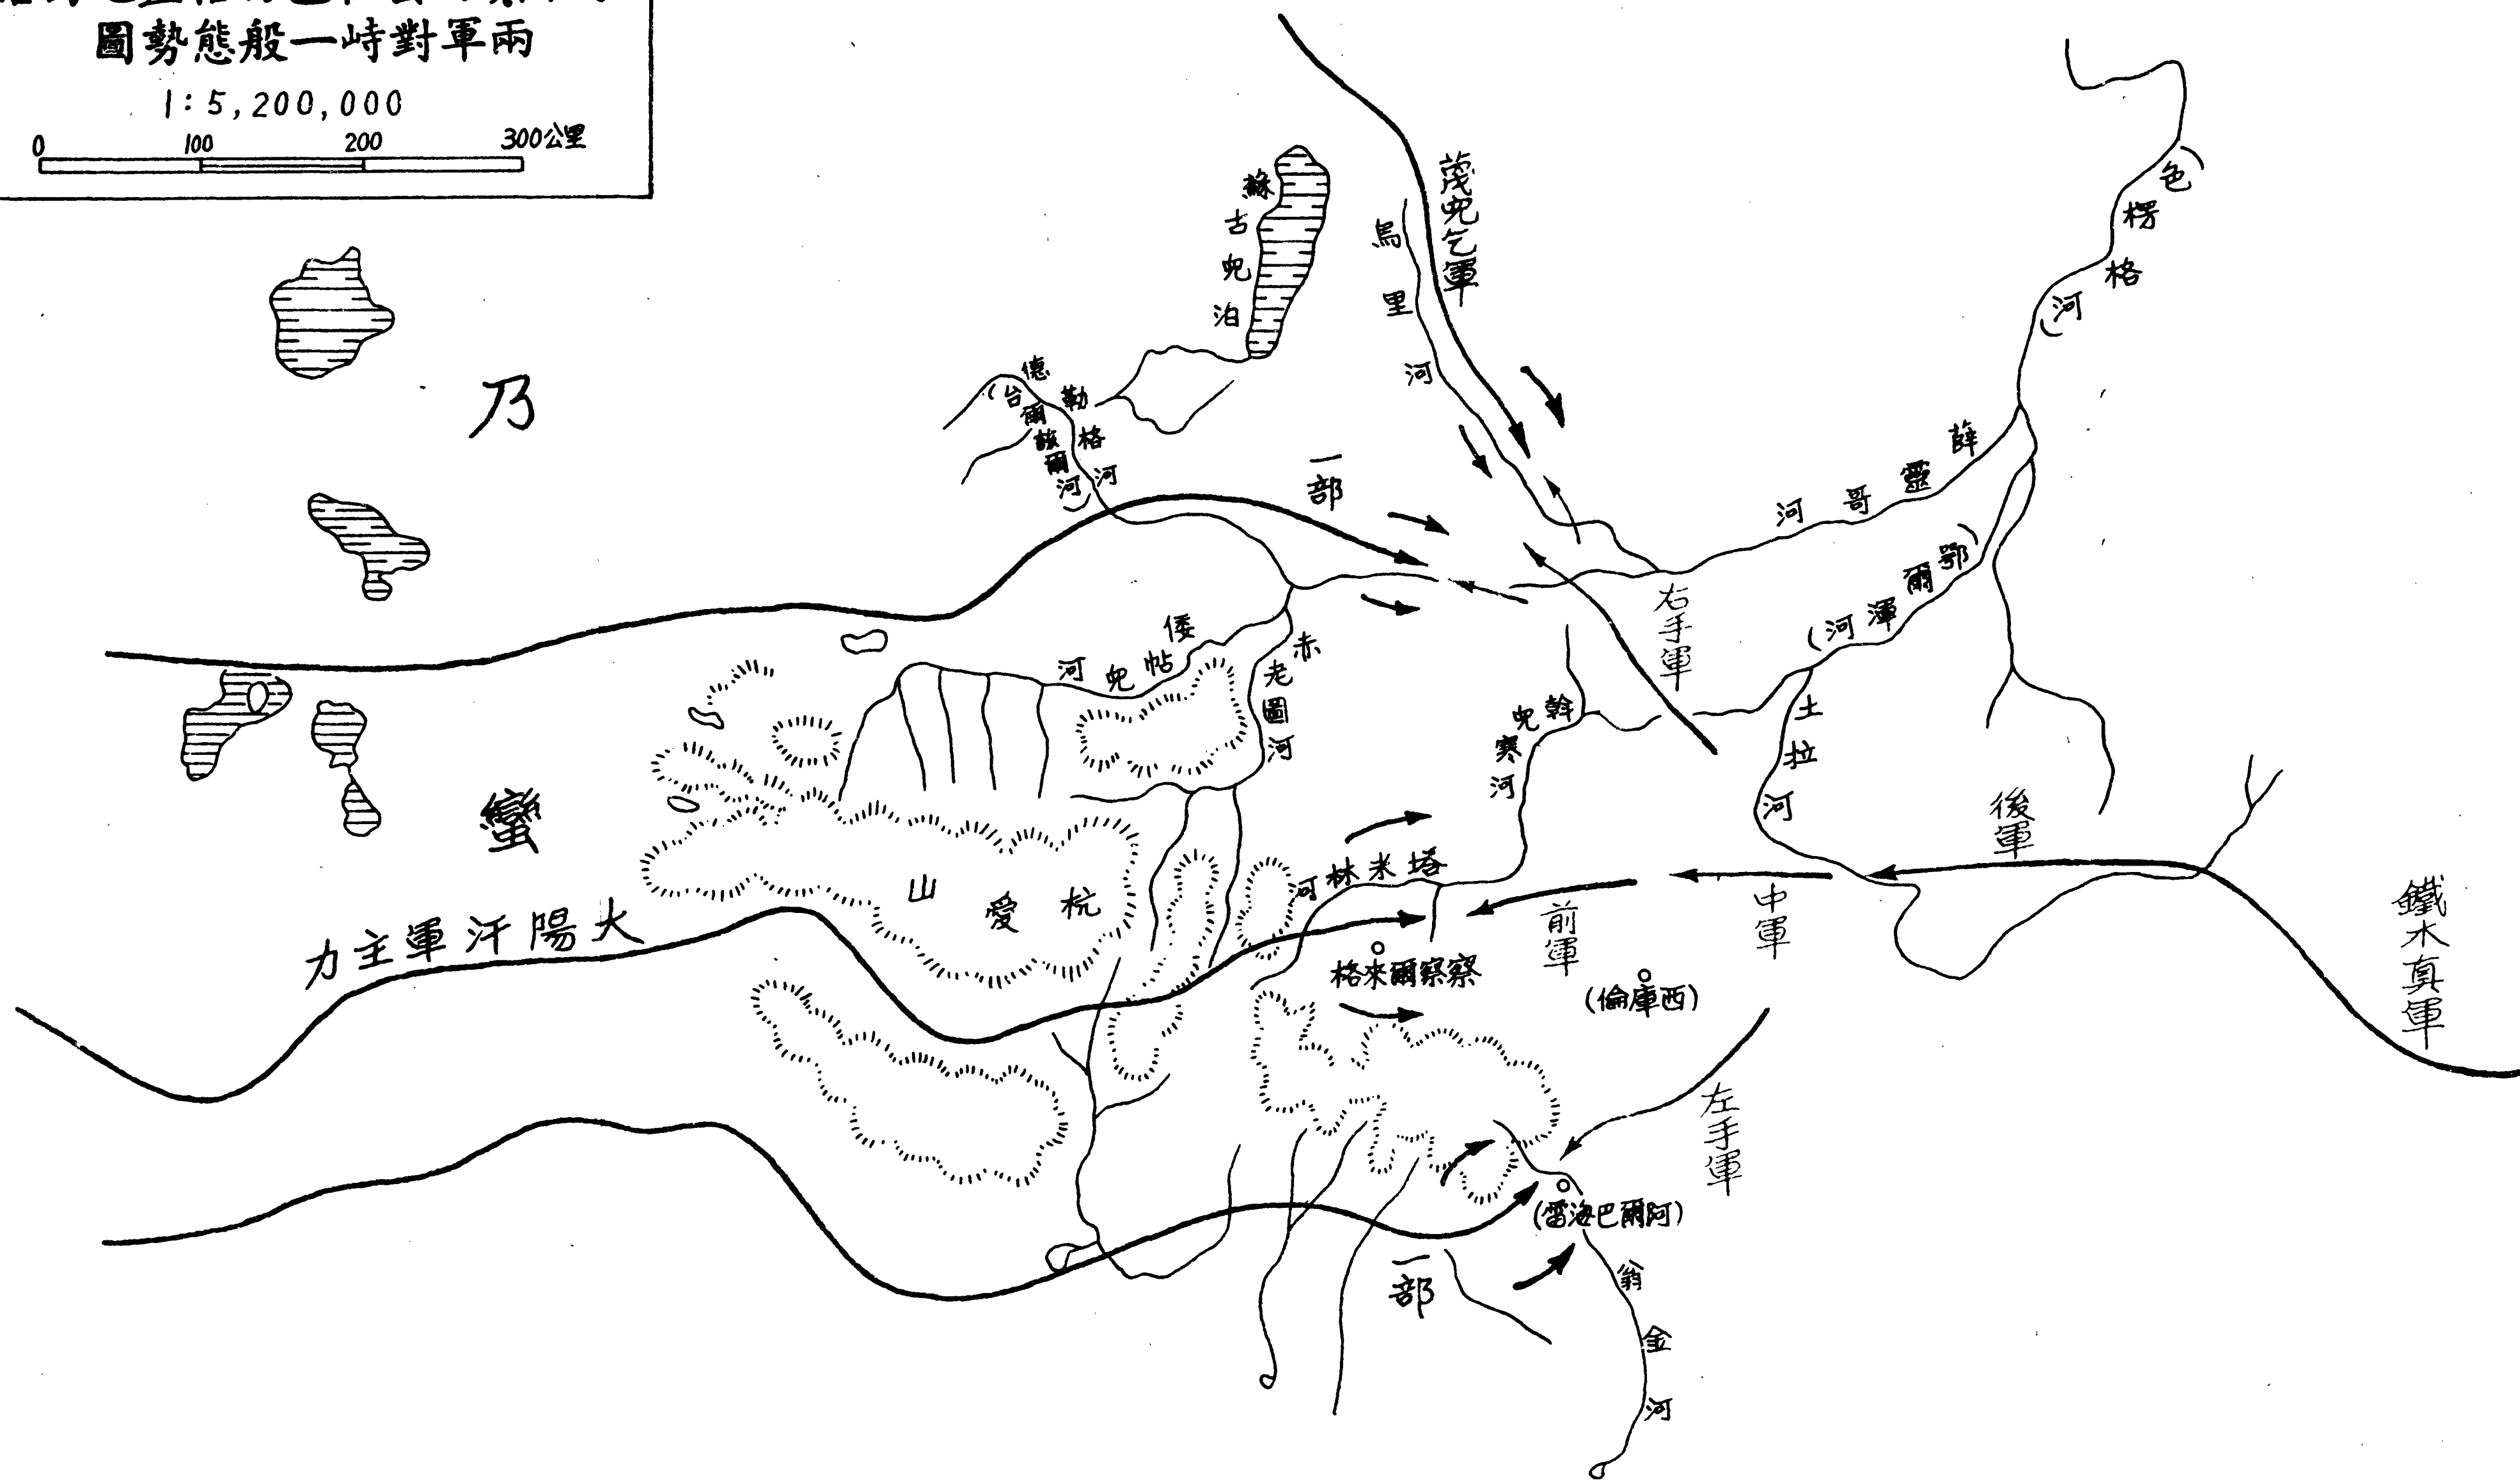 圖勢態般一峙對軍兩
1:5,200,000
0 100 200 300公里
乃
蠻
蘇古兒泊
茂兒乞軍
烏里河
色楞格河
德勒格河
(台爾該爾河)
一部
薛靈哥河
(鄂爾渾河)
右手軍
倭帖兒河
赤老圖河
斡兒寒河
土拉河
後軍
塔米林河
杭愛山
大陽汗軍主力
前軍
中軍
鐵木真軍
察察爾來格
(西庫倫)
左手軍
(阿爾巴海雷)
一部
翁金河